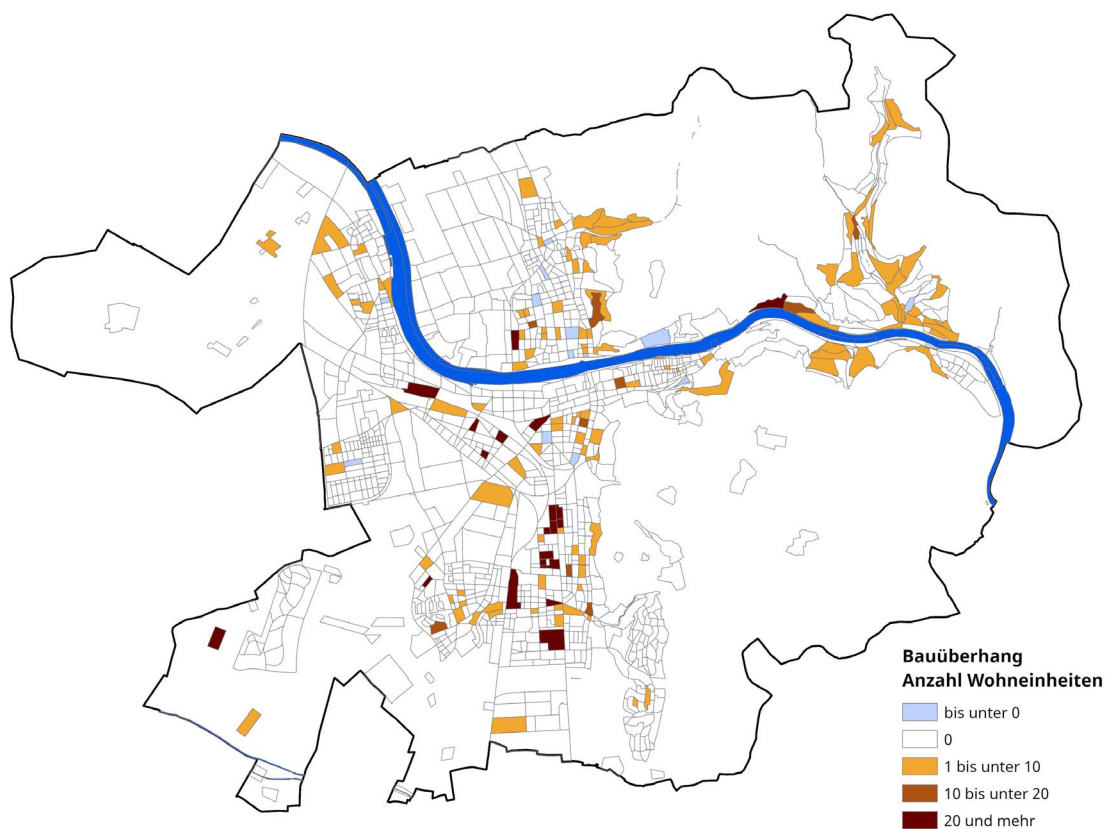 Bauüberhang
Anzahl Wohneinheiten
bis unter 0
0
1 bis unter 10
10 bis unter 20
20 und mehr